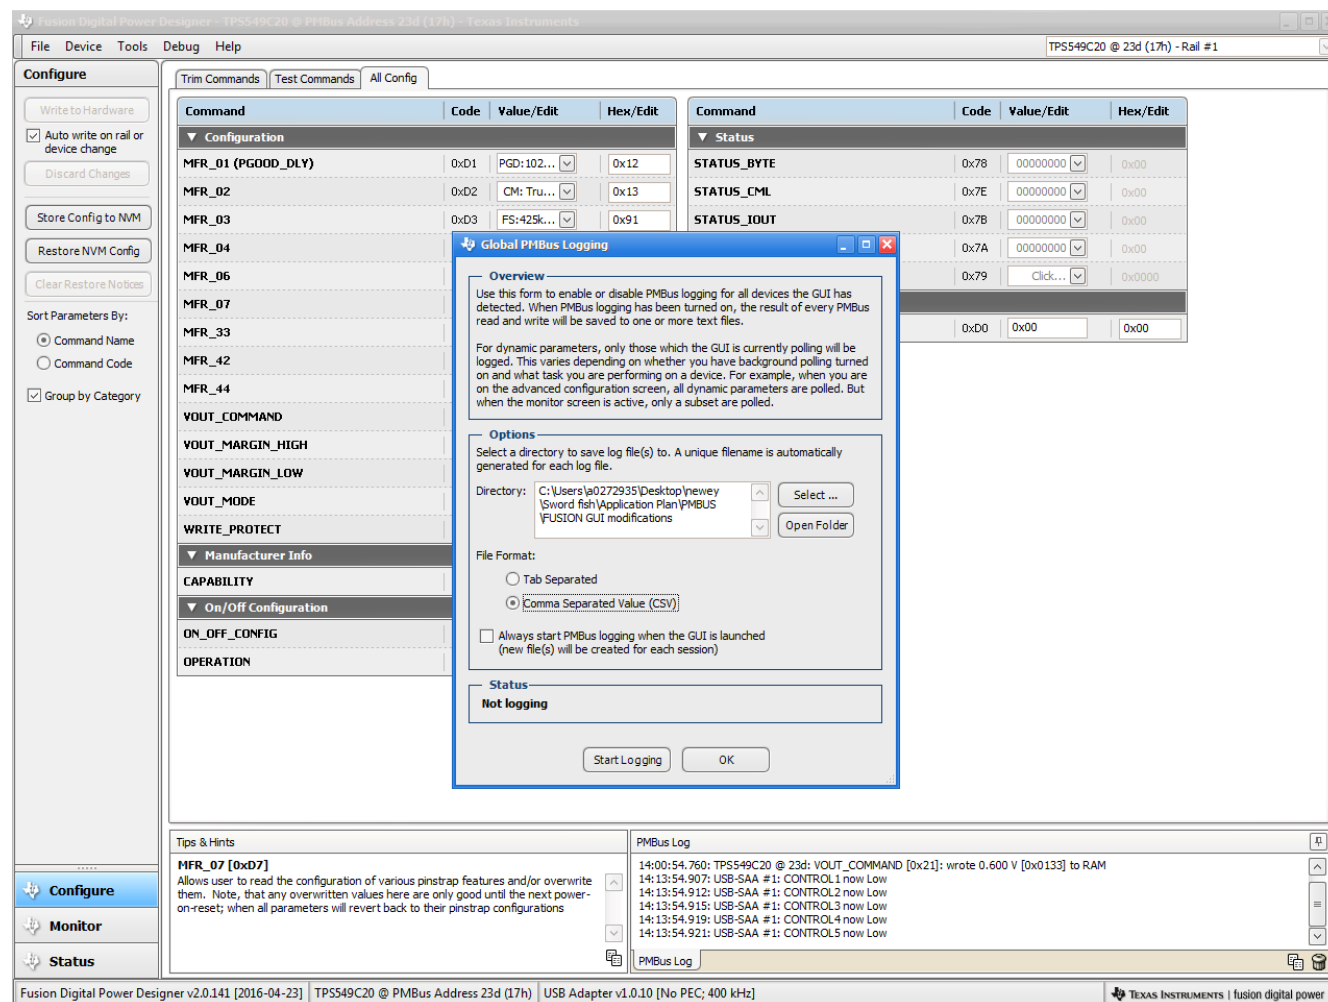 Fusion Digital Power Designer - TPS549C20 @ PMBus Address 23d (17h) - Texas Instruments
File Device Tools Debug Help
TPS549C20 @ 23d (17h) - Rail #1
Configure
Write to Hardware
Auto write on rail or
device change
Discard Changes
Store Config to NVM
Restore NVM Config
Clear Restore Notices
Sort Parameters By:
Command Name
Command Code
Group by Category
Trim Commands Test Commands All Config
Command Code Value/Edit Hex/Edit
Configuration
MFR_01 (PGOOD_DLY) 0xD1 PGD:102... 0x12
MFR_02 0xD2 CM: Tru... 0x13
MFR_03 0xD3 FS:425k... 0x91
MFR_04
MFR_06
MFR_07
MFR_33
MFR_42
MFR_44
VOUT_COMMAND
VOUT_MARGIN_HIGH
VOUT_MARGIN_LOW
VOUT_MODE
WRITE_PROTECT
Manufacturer Info
CAPABILITY
On/Off Configuration
ON_OFF_CONFIG
OPERATION
Command Code Value/Edit Hex/Edit
Status
STATUS_BYTE 0x78 00000000 0x00
STATUS_CML 0x7E 00000000 0x00
STATUS_IOUT 0x7B 00000000 0x00
0x7A 00000000 0x00
0x79 Click... 0x0000
0xD0 0x00 0x00
Global PMBus Logging
Overview
Use this form to enable or disable PMBus logging for all devices the GUI has
detected. When PMBus logging has been turned on, the result of every PMBus
read and write will be saved to one or more text files.
For dynamic parameters, only those which the GUI is currently polling will be
logged. This varies depending on whether you have background polling turned
on and what task you are performing on a device. For example, when you are
on the advanced configuration screen, all dynamic parameters are polled. But
when the monitor screen is active, only a subset are polled.
Options
Select a directory to save log file(s) to. A unique filename is automatically
generated for each log file.
Directory:
C:\Users\a0272935\Desktop\newey
\Sword fish\Application Plan\PMBUS
\FUSION GUI modifications
Select ...
Open Folder
File Format:
Tab Separated
Comma Separated Value (CSV)
Always start PMBus logging when the GUI is launched
(new file(s) will be created for each session)
Status
Not logging
Start Logging OK
Tips & Hints
MFR_07 [0xD7]
Allows user to read the configuration of various pinstrap features and/or overwrite
them. Note, that any overwritten values here are only good until the next power-
on-reset; when all parameters will revert back to their pinstrap configurations
PMBus Log
14:00:54.760: TPS549C20 @ 23d: VOUT_COMMAND [0x21]: wrote 0.600 V [0x0133] to RAM
14:13:54.907: USB-SAA #1: CONTROL1 now Low
14:13:54.912: USB-SAA #1: CONTROL2 now Low
14:13:54.915: USB-SAA #1: CONTROL3 now Low
14:13:54.919: USB-SAA #1: CONTROL4 now Low
14:13:54.921: USB-SAA #1: CONTROL5 now Low
PMBus Log
Configure
Monitor
Status
Fusion Digital Power Designer v2.0.141 [2016-04-23] TPS549C20 @ PMBus Address 23d (17h) USB Adapter v1.0.10 [No PEC; 400 kHz]
TEXAS INSTRUMENTS | fusion digital power